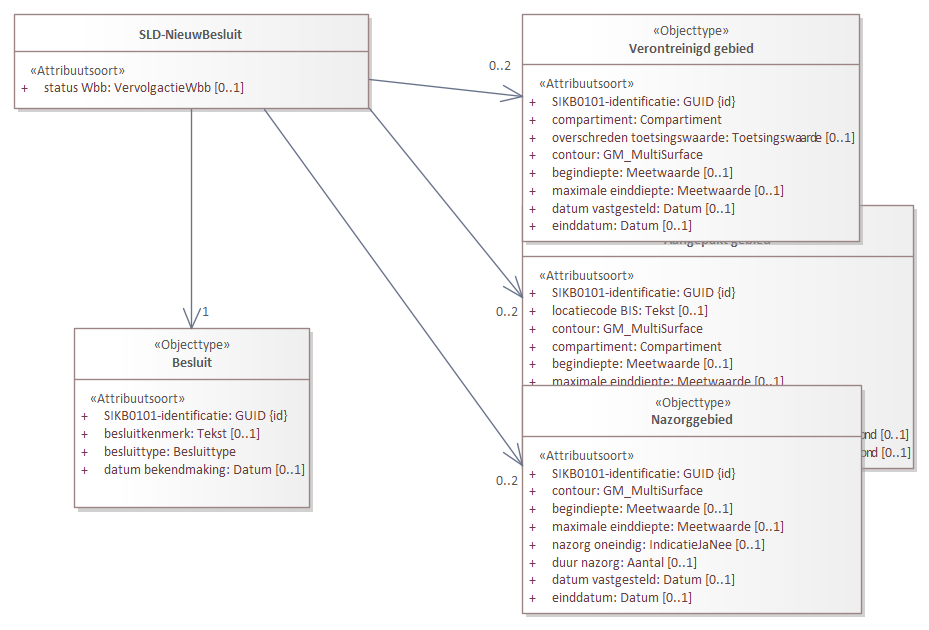 SLD-NieuwBesluit
«Attribuutsoort»
+ status Wbb: VervolgactieWbb [0..1]
0..2
«Objecttype»
Verontreinigd gebied
«Attribuutsoort»
+ SIKB0101-identificatie: GUID {id}
+ compartiment: Compartiment
+ overschreden toetsingswaarde: Toetsingswaarde [0..1]
+ contour: GM_MultiSurface
+ begindiepte: Meetwaarde [0..1]
+ maximale einddiepte: Meetwaarde [0..1]
+ datum vastgesteld: Datum [0..1]
+ einddatum: Datum [0..1]
Aangepakt gebied
«Attribuutsoort»
+ SIKB0101-identificatie: GUID {id}
+ locatiecode BIS: Tekst [0..1]
+ contour: GM_MultiSurface
+ compartiment: Compartiment
+ begindiepte: Meetwaarde [0..1]
+ maximale einddiepte: Meetwaarde [0..1]
ond [0..1]
ond [0..1]
0..2
1
«Objecttype»
Besluit
«Attribuutsoort»
+ SIKB0101-identificatie: GUID {id}
+ besluitkenmerk: Tekst [0..1]
+ besluittype: Besluittype
+ datum bekendmaking: Datum [0..1]
0..2
«Objecttype»
Nazorggebied
«Attribuutsoort»
+ SIKB0101-identificatie: GUID {id}
+ contour: GM_MultiSurface
+ begindiepte: Meetwaarde [0..1]
+ maximale einddiepte: Meetwaarde [0..1]
+ nazorg oneindig: IndicatieJaNee [0..1]
+ duur nazorg: Aantal [0..1]
+ datum vastgesteld: Datum [0..1]
+ einddatum: Datum [0..1]